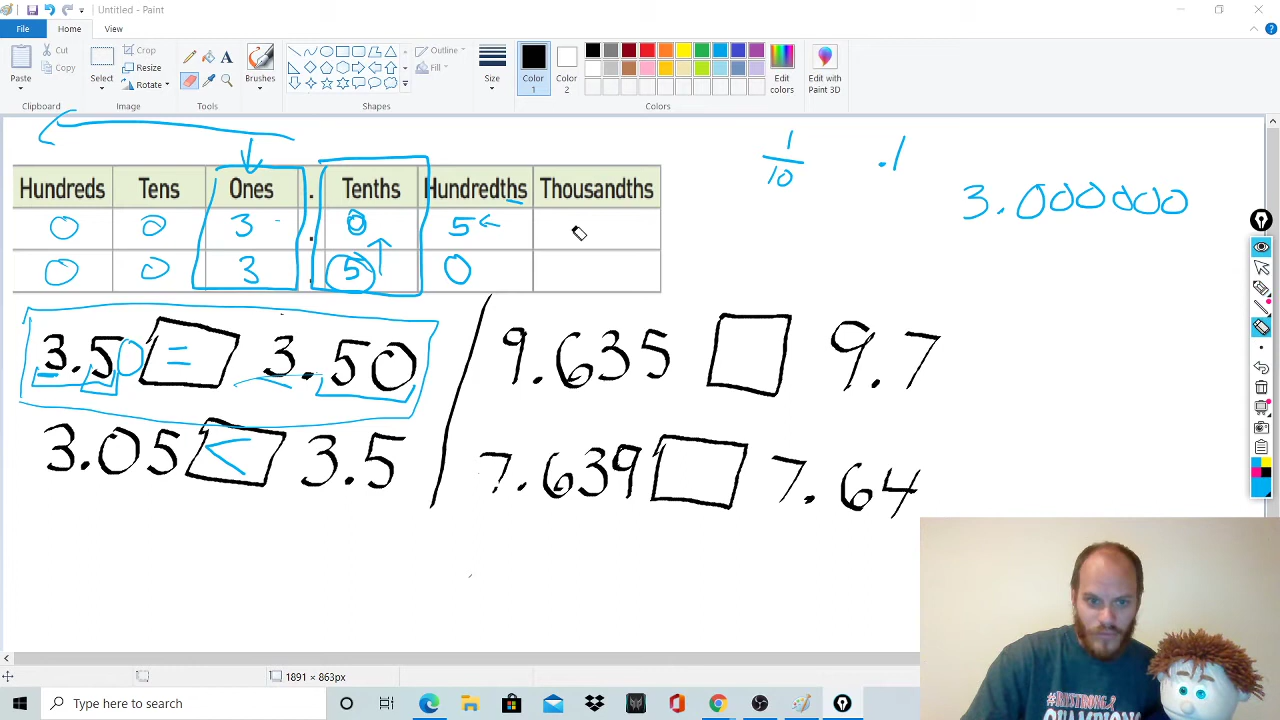 Untitled - Paint
File Home View
Paste Cut Copy Select Crop Resize Rotate Brushes Outline Fill Size Color 1 Color 2 Edit colors Edit with Paint 3D
Clipboard Image Tools Shapes Colors
1/10 .1
3.000000
Hundreds Tens Ones . Tenths Hundredths Thousandths
0 0 3 . 0 5
0 0 3 . 5 0
3.50 = 3.50
9.635 9.7
3.05 < 3.5
7.639 7.64
1891 × 863px
#RVSTRONG
CHAMPIONS
Type here to search